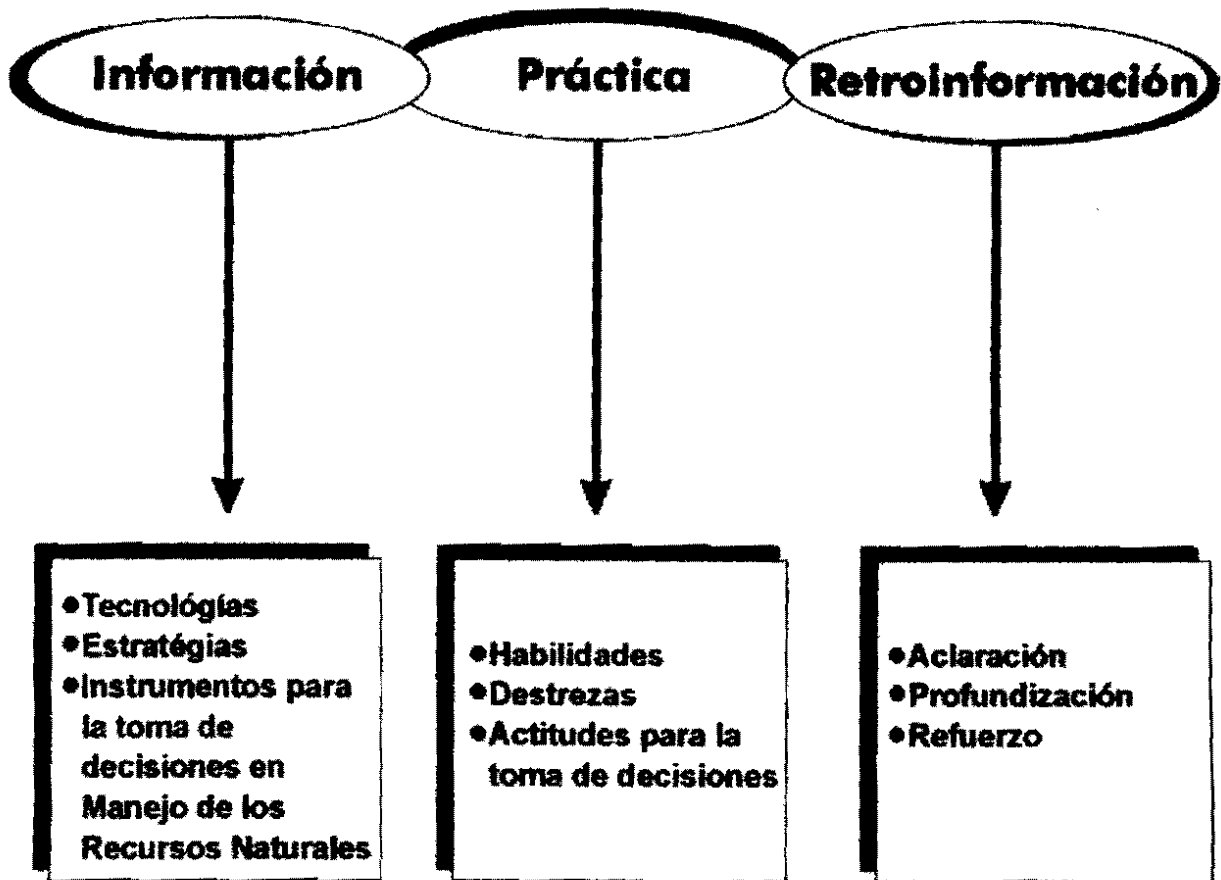 Información
Práctica
RetroInformación
•Tecnológías
•Estratégias
•Instrumentos para
la toma de
decisiones en
Manejo de los
Recursos Naturales
•Habilidades
•Destrezas
•Actitudes para la
toma de decisiones
•Aclaración
•Profundización
•Refuerzo